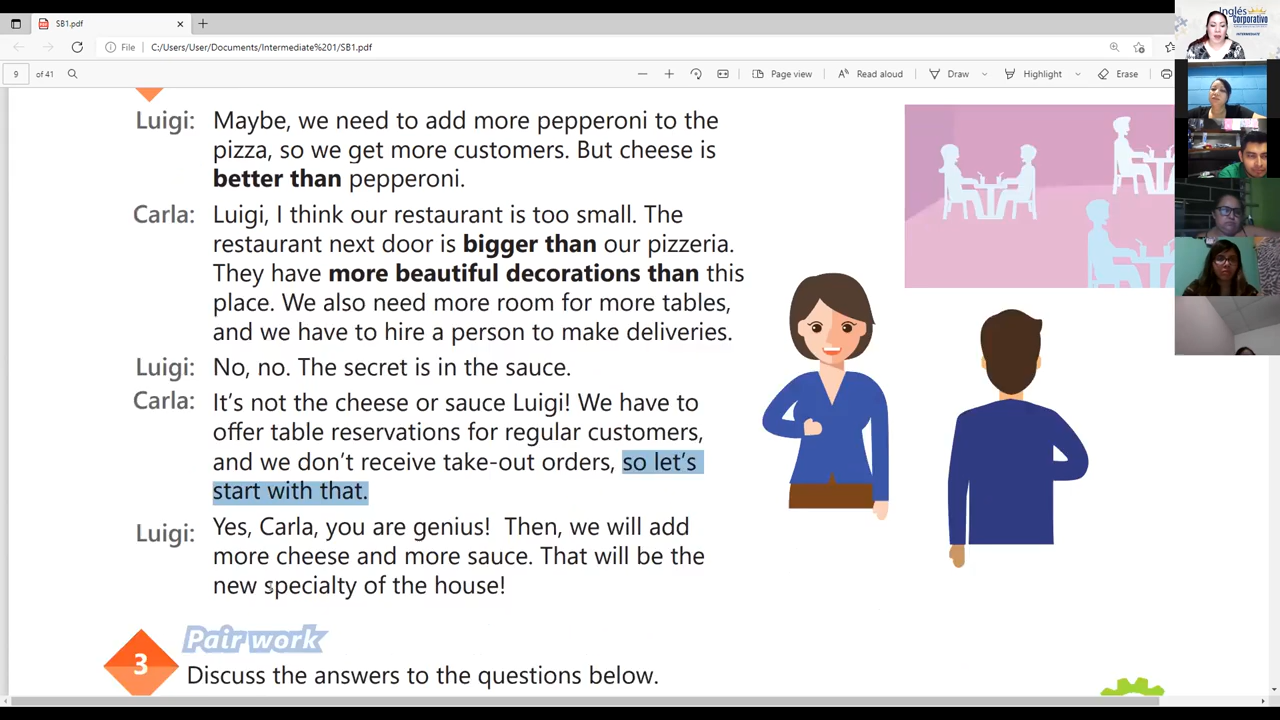 SB1.pdf
File C:/Users/User/Documents/Intermediate%201/SB1.pdf
9 of 41 Page view Read aloud Draw Highlight Erase
Inglés
Corporativo
INTERMEDIATE
Luigi: Maybe, we need to add more pepperoni to the
pizza, so we get more customers. But cheese is
better than pepperoni.
Carla: Luigi, I think our restaurant is too small. The
restaurant next door is bigger than our pizzeria.
They have more beautiful decorations than this
place. We also need more room for more tables,
and we have to hire a person to make deliveries.
Luigi: No, no. The secret is in the sauce.
Carla: It's not the cheese or sauce Luigi! We have to
offer table reservations for regular customers,
and we don't receive take-out orders, so let's
start with that.
Luigi: Yes, Carla, you are genius! Then, we will add
more cheese and more sauce. That will be the
new specialty of the house!
Pair work
3 Discuss the answers to the questions below.